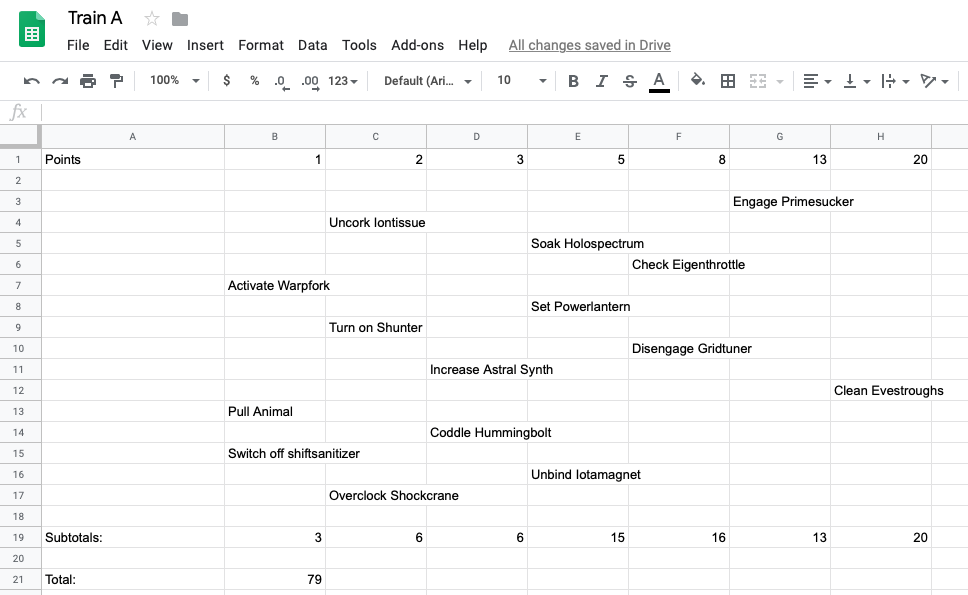 Train A
File Edit View Insert Format Data Tools Add-ons Help All changes saved in Drive
100% $ % .0 .00 123 Default (Ari... 10 B I S A
fx
A B C D E F G H
1 Points 1 2 3 5 8 13 20
2
3 Engage Primesucker
4 Uncork Iontissue
5 Soak Holospectrum
6 Check Eigenthrottle
7 Activate Warpfork
8 Set Powerlantern
9 Turn on Shunter
10 Disengage Gridtuner
11 Increase Astral Synth
12 Clean Evestroughs
13 Pull Animal
14 Coddle Hummingbolt
15 Switch off shiftsanitizer
16 Unbind Iotamagnet
17 Overclock Shockcrane
18
19 Subtotals: 3 6 6 15 16 13 20
20
21 Total: 79